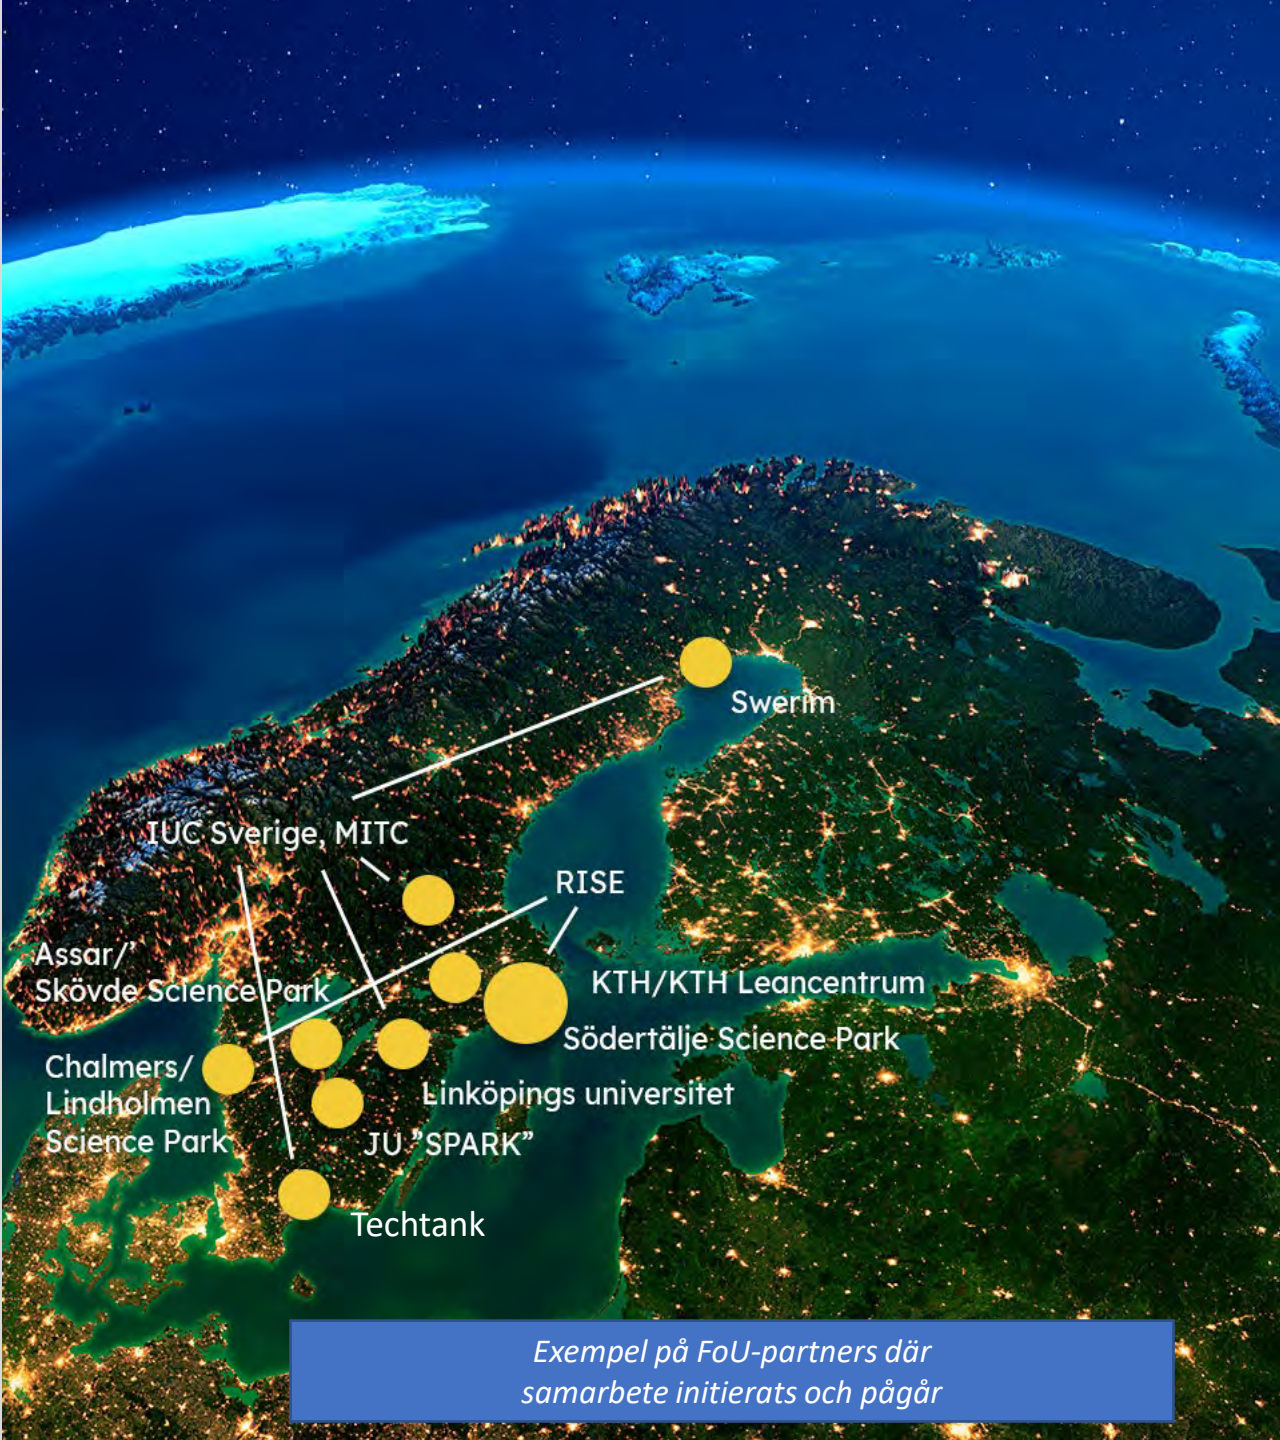 Swerim
IUC Sverige, MITC
RISE
Assar/’
Skövde Science Park
KTH/KTH Leancentrum
Södertälje Science Park
Chalmers/
Lindholmen
Science Park
Linköpings universitet
JU ”SPARK”
Techtank
Exempel på FoU-partners där
samarbete initierats och pågår